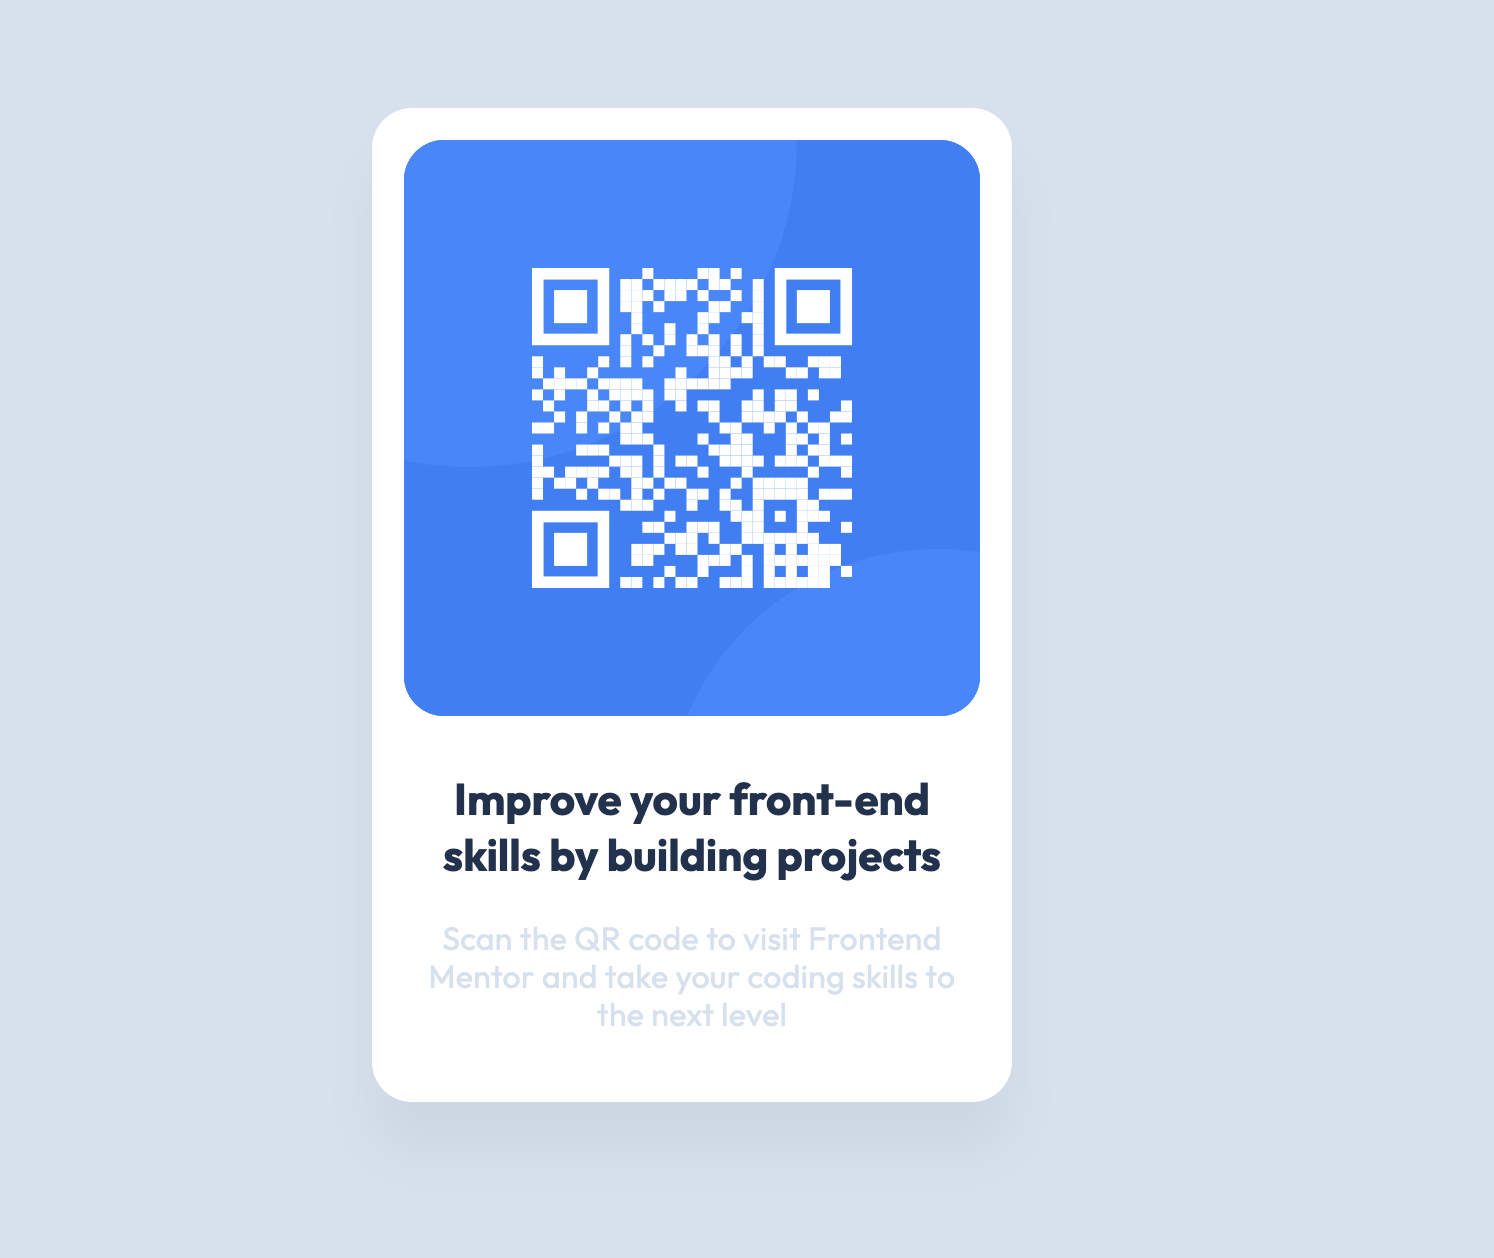 Improve your front-end
skills by building projects
Scan the QR code to visit Frontend
Mentor and take your coding skills to
the next level